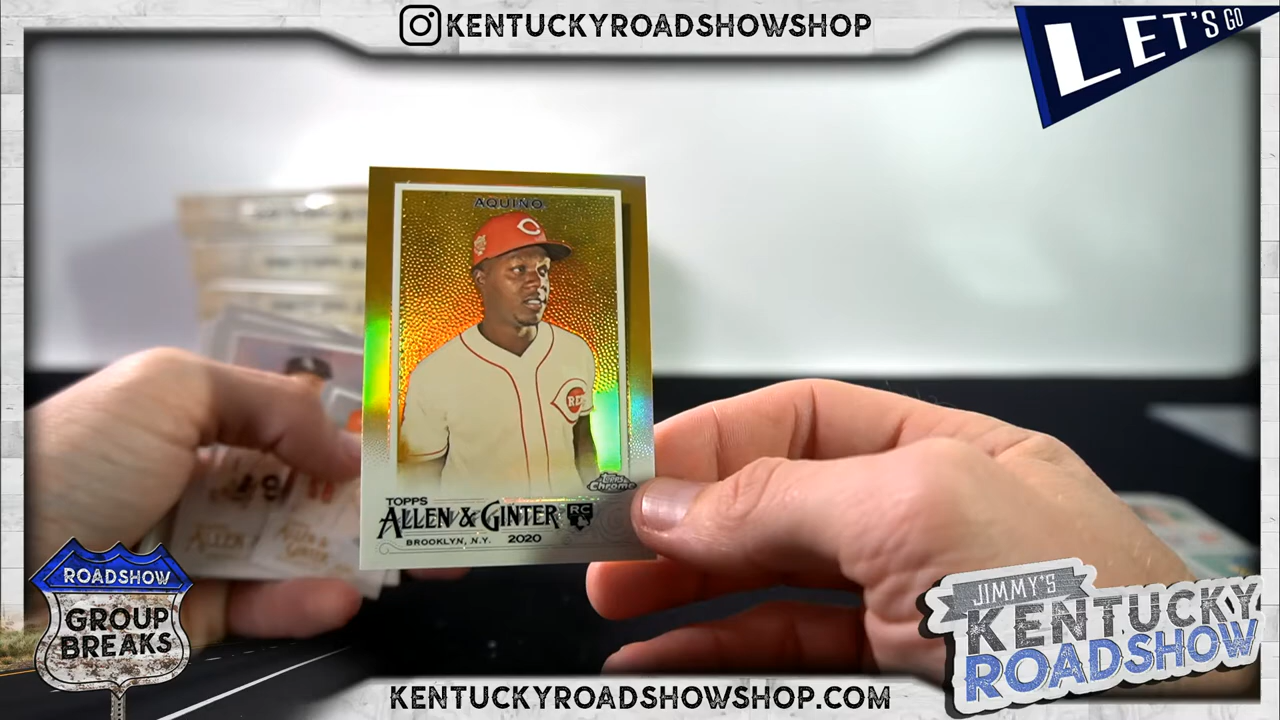 KENTUCKYROADSHOWSHOP
LET'S GO
AQUINO
C
REDS
Topps
Chrome
TOPPS
ALLEN & GINTER RC
BROOKLYN, N.Y. 2020
ROADSHOW
GROUP
BREAKS
JIMMY'S
KENTUCKY
ROADSHOW
KENTUCKYROADSHOWSHOP.COM